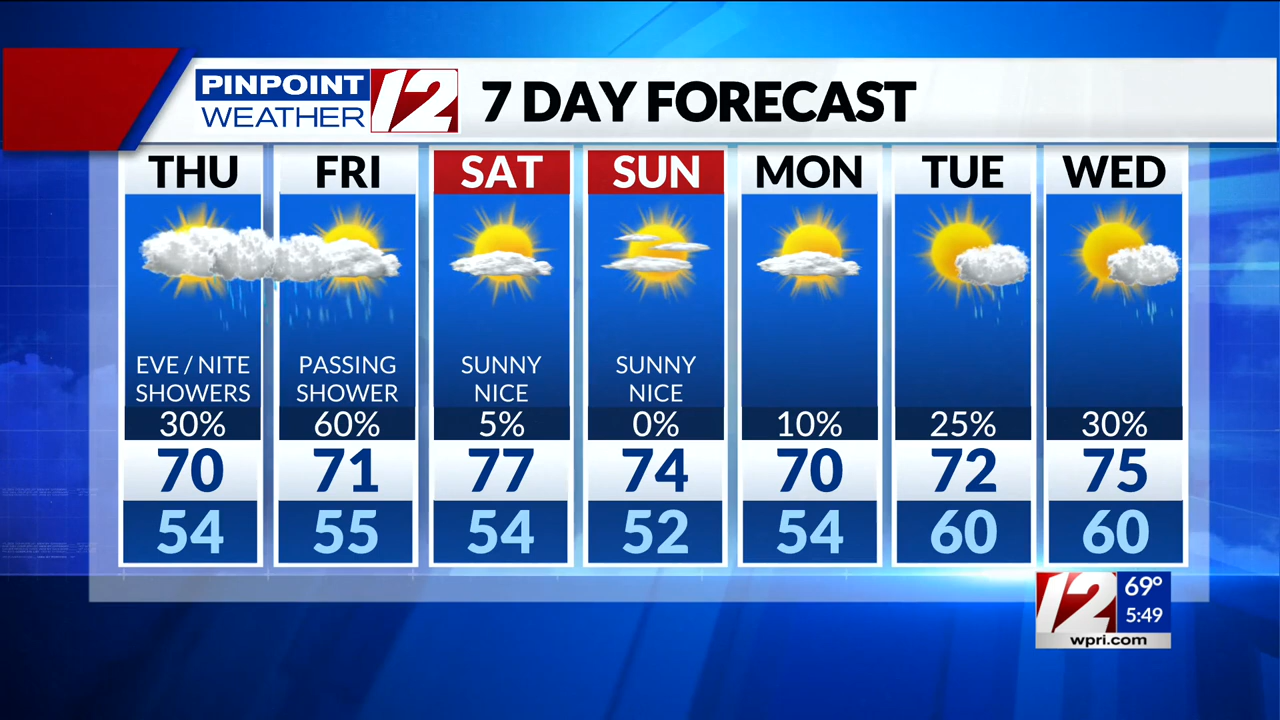 PINPOINT
WEATHER 12
7 DAY FORECAST
THU FRI SAT SUN MON TUE WED
EVE / NITE PASSING SUNNY SUNNY
SHOWERS SHOWER NICE NICE
30% 60% 5% 0% 10% 25% 30%
70 71 77 74 70 72 75
54 55 54 52 54 60 60
12 69°
5:49
wpri.com